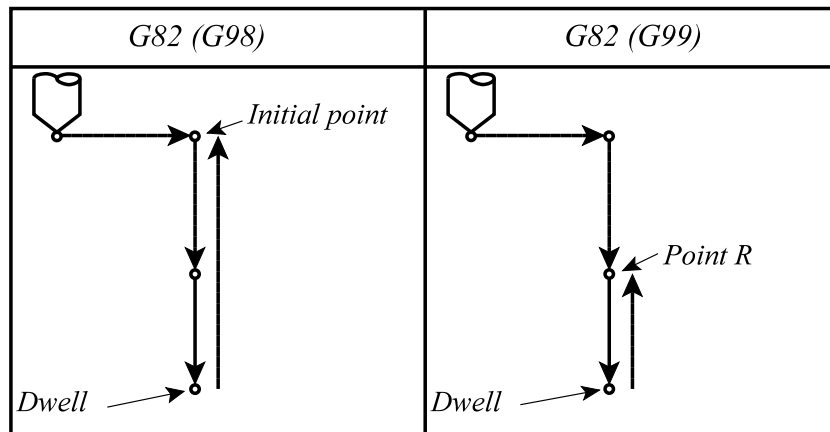 G82 (G98)
G82 (G99)
Initial point
Point R
Dwell
Dwell